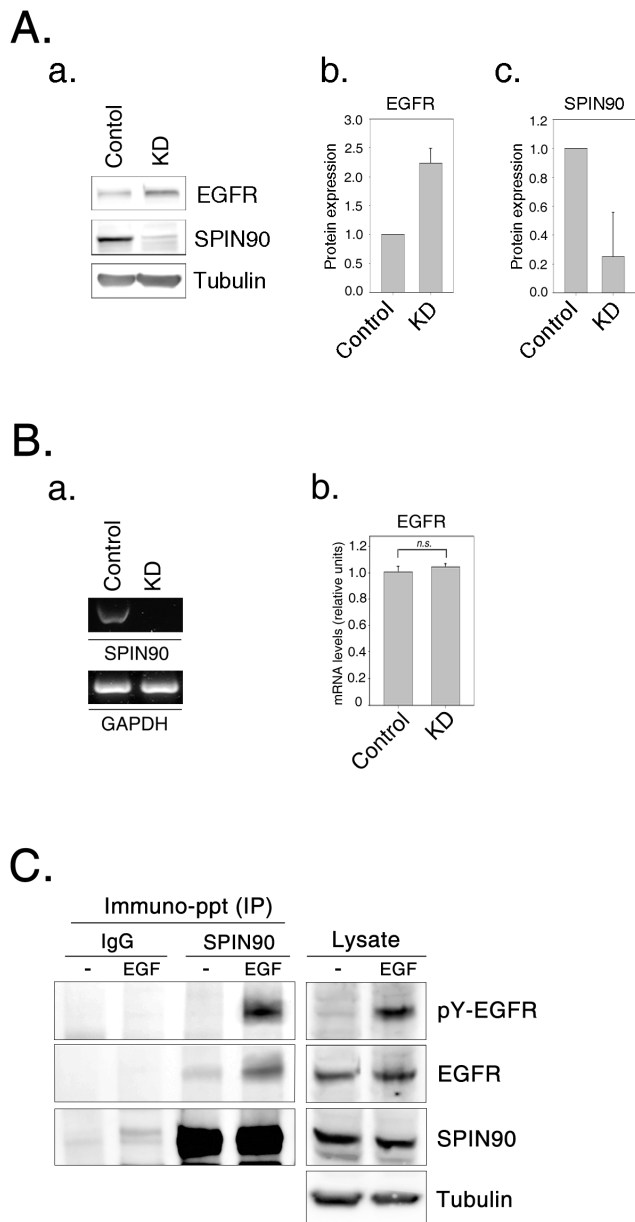 A.
a.
Contol
KD
EGFR
SPIN90
Tubulin
b.
EGFR
Protein expression
3.0
2.5
2.0
1.5
1.0
0.5
0.0
Control
KD
c.
SPIN90
Protein expression
1.2
1.0
0.8
0.6
0.4
0.2
0.0
Control
KD
B.
a.
Control
KD
SPIN90
GAPDH
b.
EGFR
mRNA levels (relative units)
1.2
1.0
0.8
0.6
0.4
0.2
0
n.s.
Control
KD
C.
Immuno-ppt (IP)
IgG SPIN90 Lysate
- EGF - EGF - EGF
pY-EGFR
EGFR
SPIN90
Tubulin